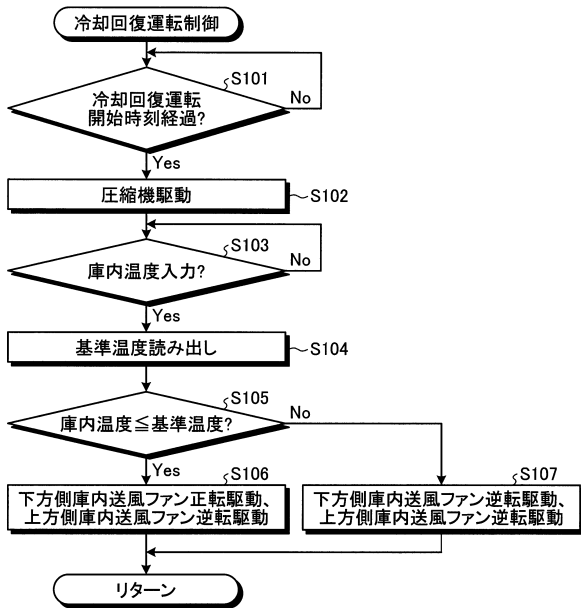 冷却回復運転制御
S101
冷却回復運転
開始時刻経過?
No
Yes
圧縮機駆動
S102
S103
庫内温度入力?
No
Yes
基準温度読み出し
S104
S105
庫内温度≦基準温度?
No
Yes
S106
下方側庫内送風ファン正転駆動、
上方側庫内送風ファン逆転駆動
S107
下方側庫内送風ファン逆転駆動、
上方側庫内送風ファン逆転駆動
リターン